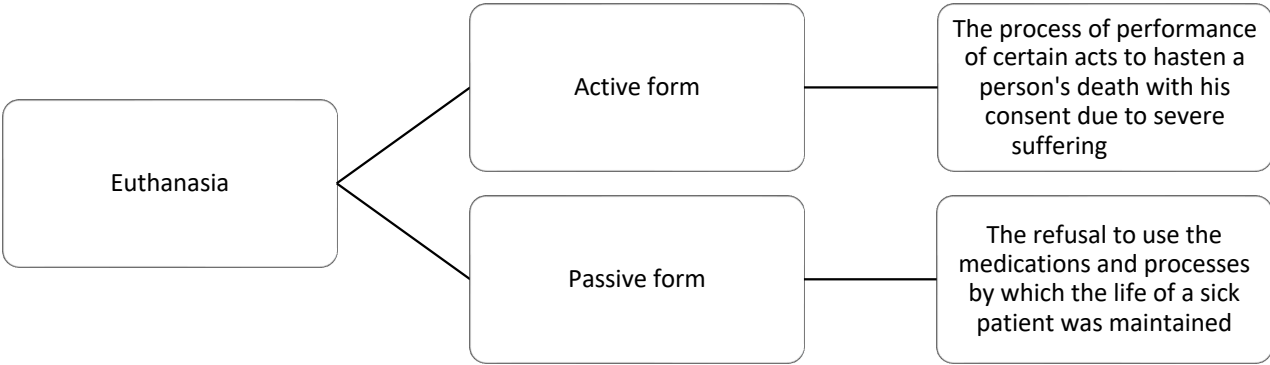 Euthanasia
Active form
The process of performance
of certain acts to hasten a
person's death with his
consent due to severe
suffering
Passive form
The refusal to use the
medications and processes
by which the life of a sick
patient was maintained